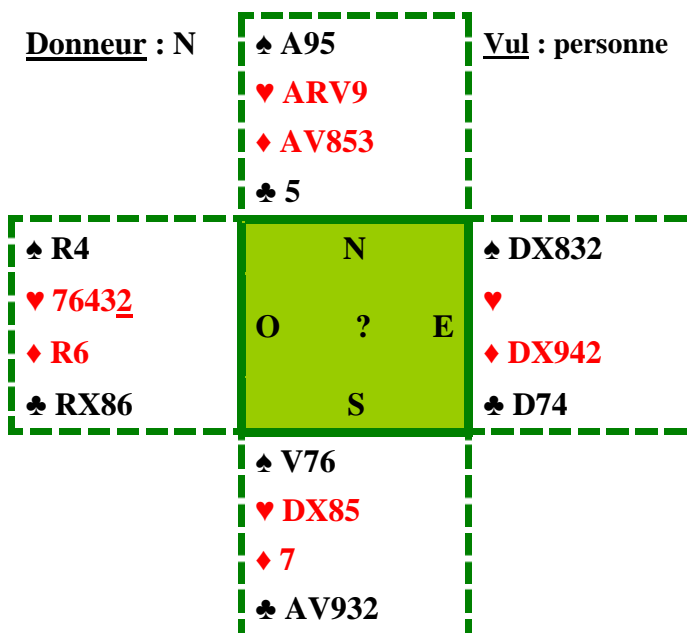 Donneur : N
♠ A95
Vul : personne
♥ ARV9
♦ AV853
♣ 5
♠ R4
N
♠ DX832
♥ 76432
♥
O ? E
♦ R6
♦ DX942
♣ RX86
S
♣ D74
♠ V76
♥ DX85
♦ 7
♣ AV932